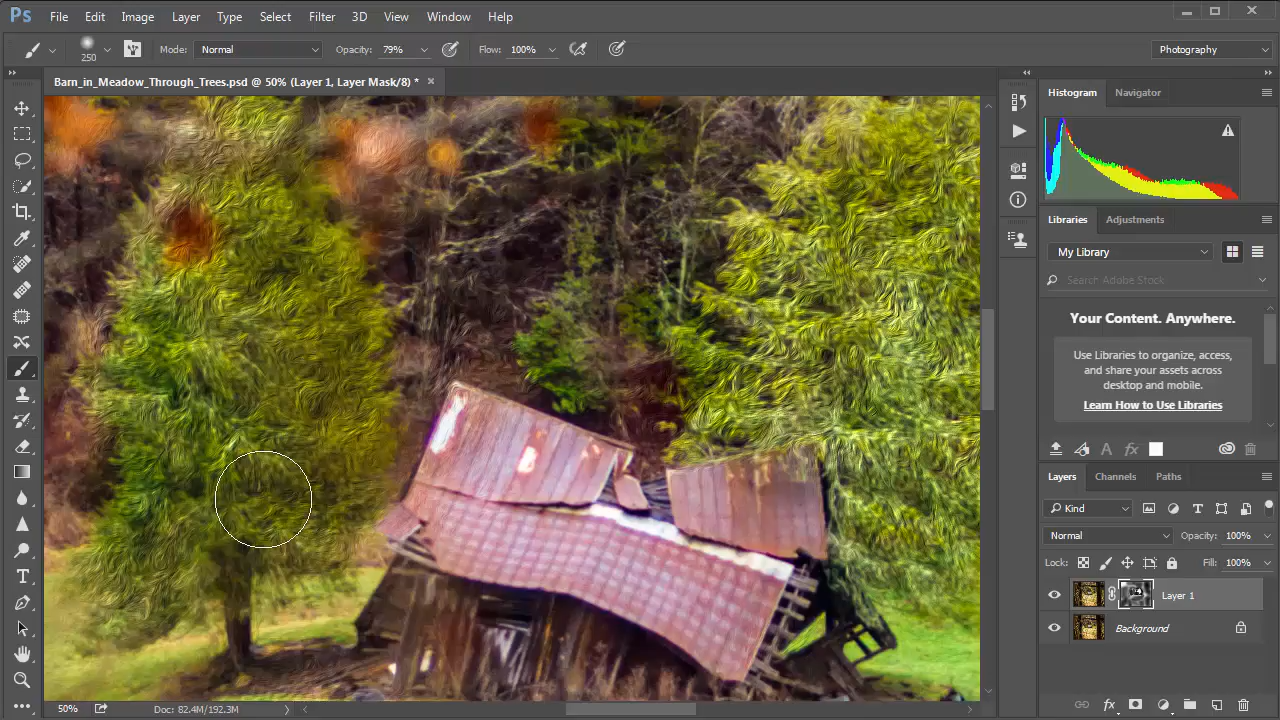 Ps File Edit Image Layer Type Select Filter 3D View Window Help
250 Mode: Normal Opacity: 79% Flow: 100% Photography
Barn_in_Meadow_Through_Trees.psd @ 50% (Layer 1, Layer Mask/8) * ×
Histogram Navigator
Libraries Adjustments
My Library
Search Adobe Stock
Your Content. Anywhere.
Use Libraries to organize, access,
and share your assets across
desktop and mobile.
Learn How to Use Libraries
A fx
Layers Channels Paths
Kind T
Normal Opacity: 100%
Lock: Fill: 100%
Layer 1
Background
fx
50% Doc: 82.4M/192.3M